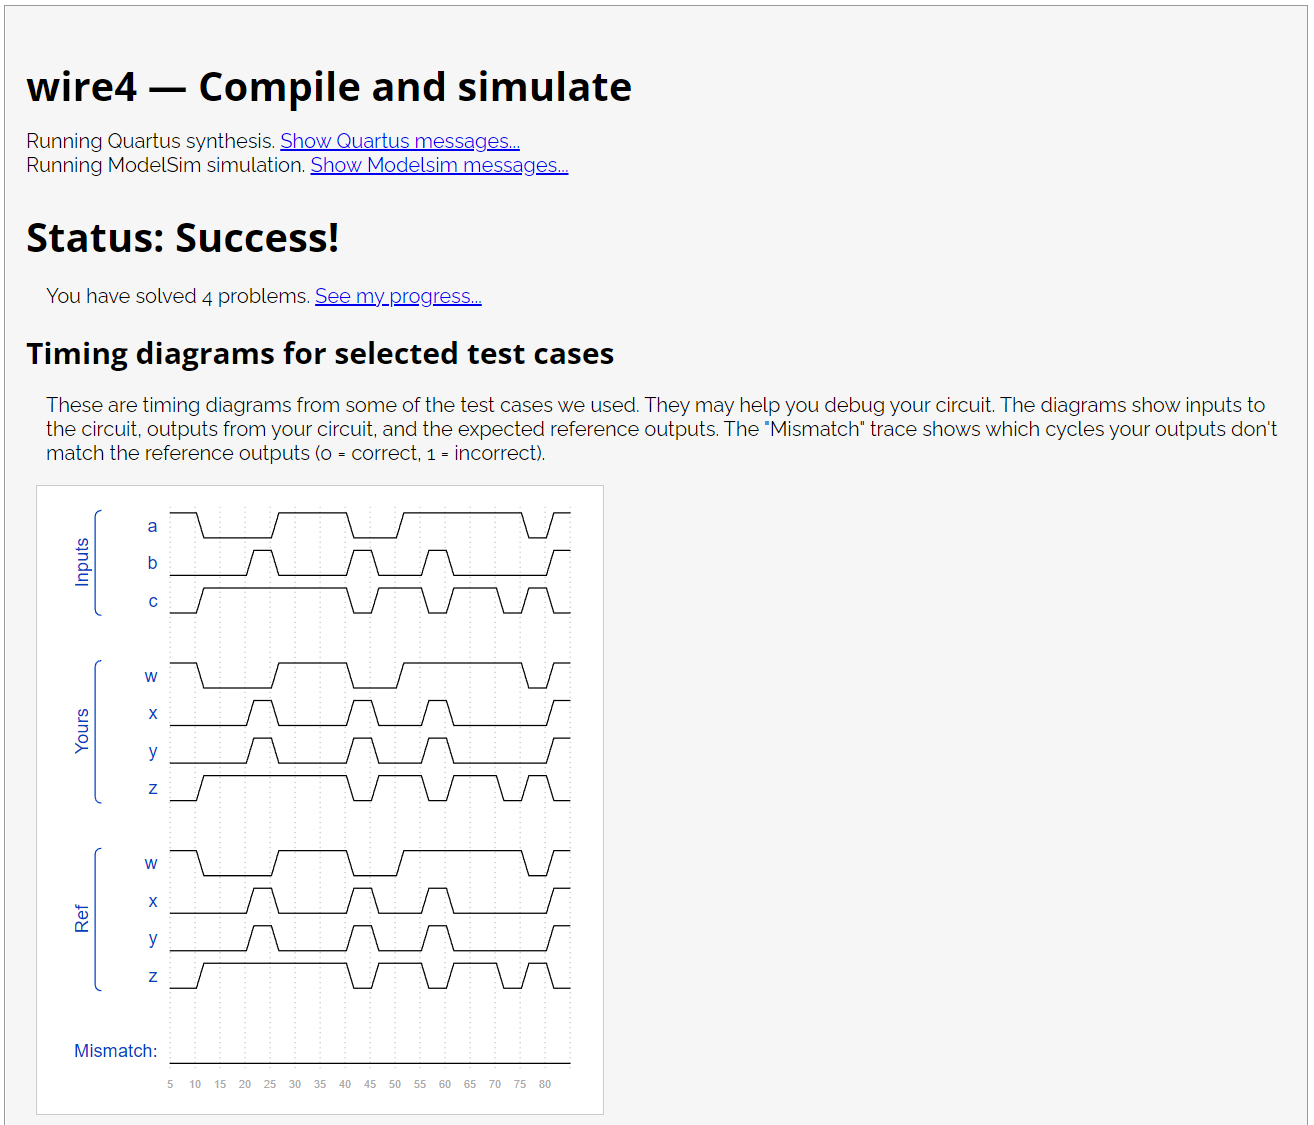 wire4 — Compile and simulate
Running Quartus synthesis. Show Quartus messages...
Running ModelSim simulation. Show Modelsim messages...
Status: Success!
You have solved 4 problems. See my progress...
Timing diagrams for selected test cases
These are timing diagrams from some of the test cases we used. They may help you debug your circuit. The diagrams show inputs to
the circuit, outputs from your circuit, and the expected reference outputs. The "Mismatch" trace shows which cycles your outputs don't
match the reference outputs (0 = correct, 1 = incorrect).
Inputs
a
b
c
Yours
w
x
y
z
Ref
w
x
y
z
Mismatch:
5 10 15 20 25 30 35 40 45 50 55 60 65 70 75 80